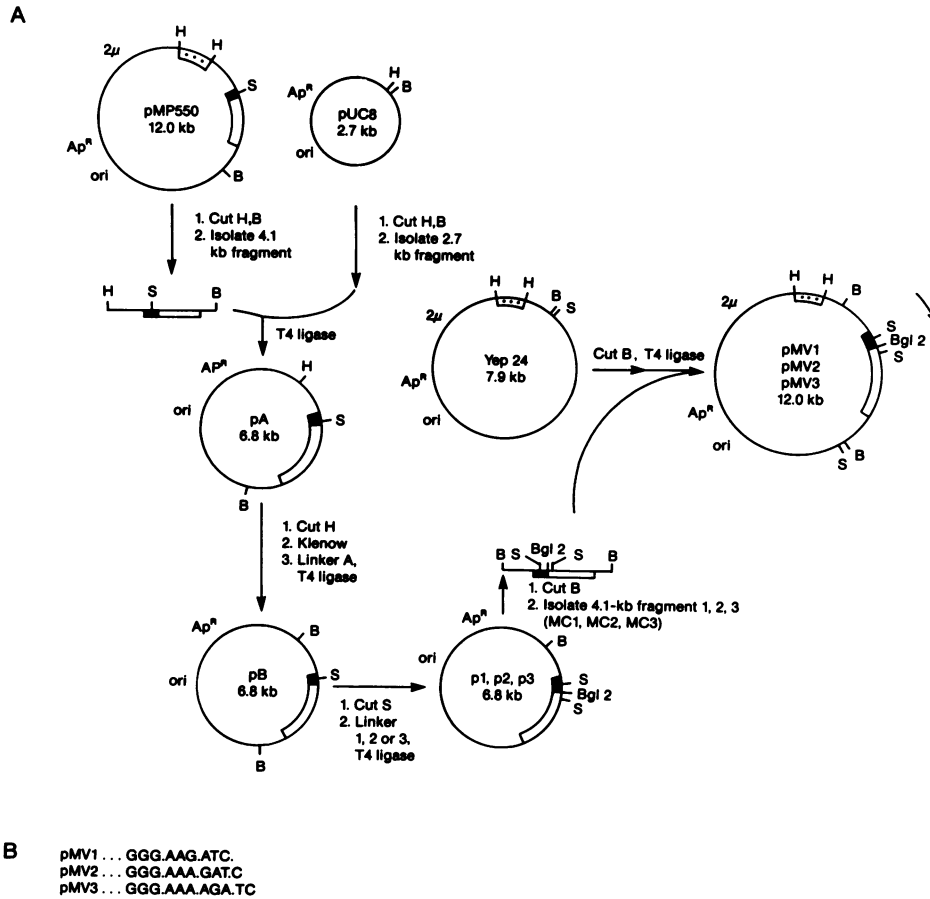 A
H
H
2µ
S
pMP550
12.0 kb
Apᴿ
ori
B
H
B
Apᴿ
pUC8
2.7 kb
ori
1. Cut H,B
2. Isolate 4.1
kb fragment
1. Cut H,B
2. Isolate 2.7
kb fragment
H S B
T4 ligase
H H
B
S
2µ
Yep 24
7.9 kb
Apᴿ
ori
Cut B, T4 ligase
H H
B
2µ
S
Bgl 2
S
pMV1
pMV2
pMV3
12.0 kb
Apᴿ
ori
B
S
APᴿ
H
ori
pA
6.8 kb
S
B
1. Cut H
2. Klenow
3. Linker A,
T4 ligase
B S Bgl 2 S B
1. Cut B
2. Isolate 4.1-kb fragment 1, 2, 3
(MC1, MC2, MC3)
Apᴿ
B
ori
pB
6.8 kb
S
B
1. Cut S
2. Linker
1, 2 or 3,
T4 ligase
Apᴿ
B
ori
p1, p2, p3
6.8 kb
S
Bgl 2
S
B
pMV1 . . . GGG.AAG.ATC.
pMV2 . . . GGG.AAA.GAT.C
pMV3 . . . GGG.AAA.AGA.TC